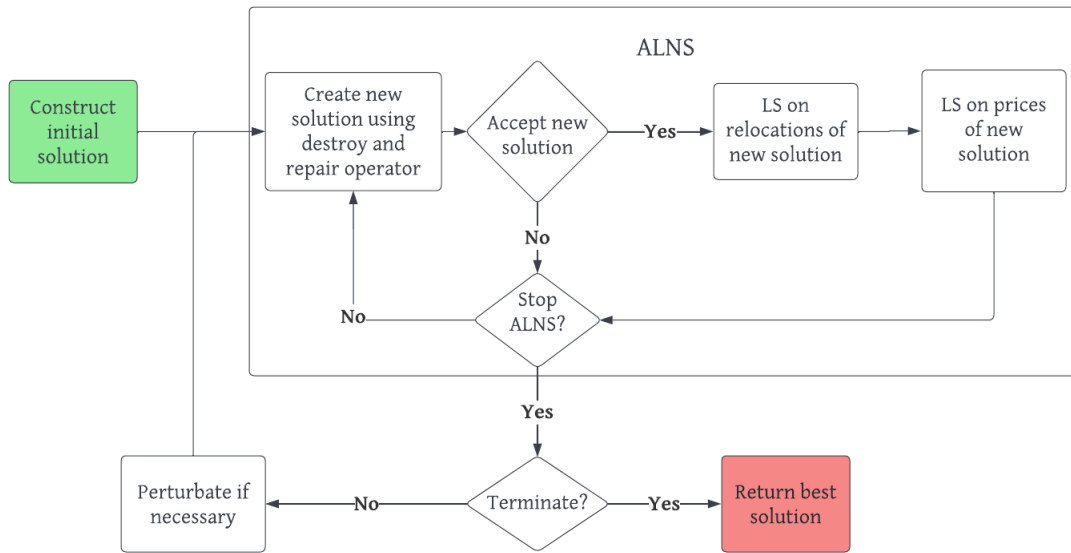 ALNS
Construct
initial
solution
Create new
solution using
destroy and
repair operator
Accept new
solution
Yes
LS on
relocations of
new solution
LS on prices
of new
solution
No
Stop
ALNS?
No
Yes
Perturbate if
necessary
No
Terminate?
Yes
Return best
solution